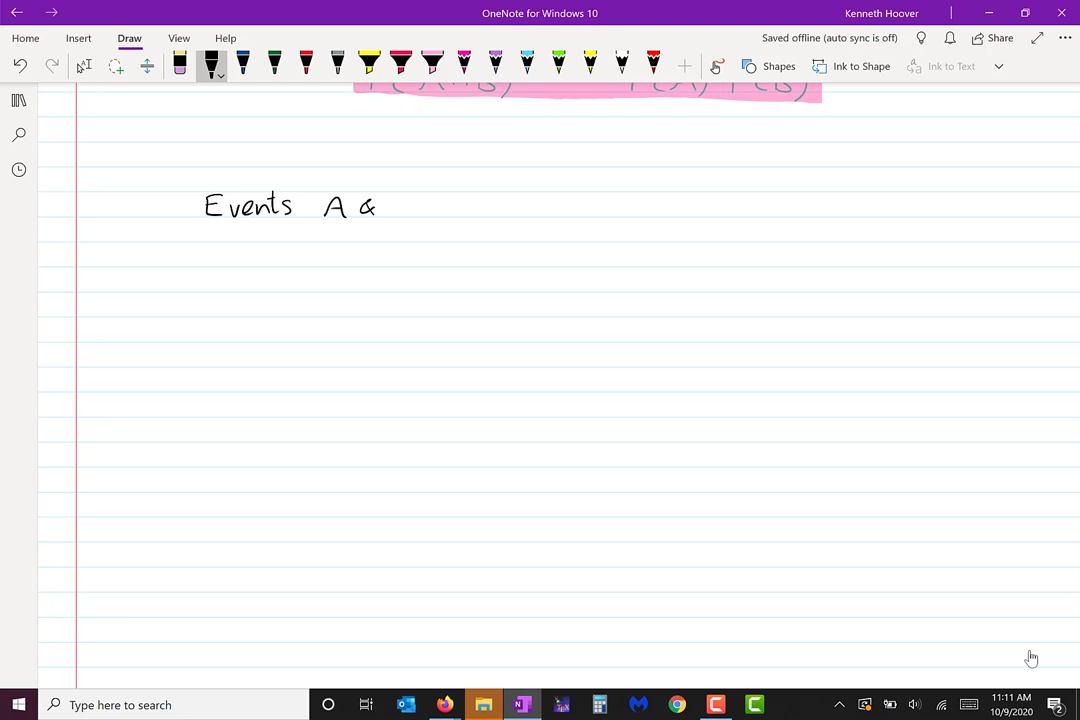 OneNote for Windows 10
Kenneth Hoover
Home Insert Draw View Help
Saved offline (auto sync is off)
Share
Shapes
Ink to Shape
Ink to Text
Events A &
Type here to search
11:11 AM
10/9/2020
2